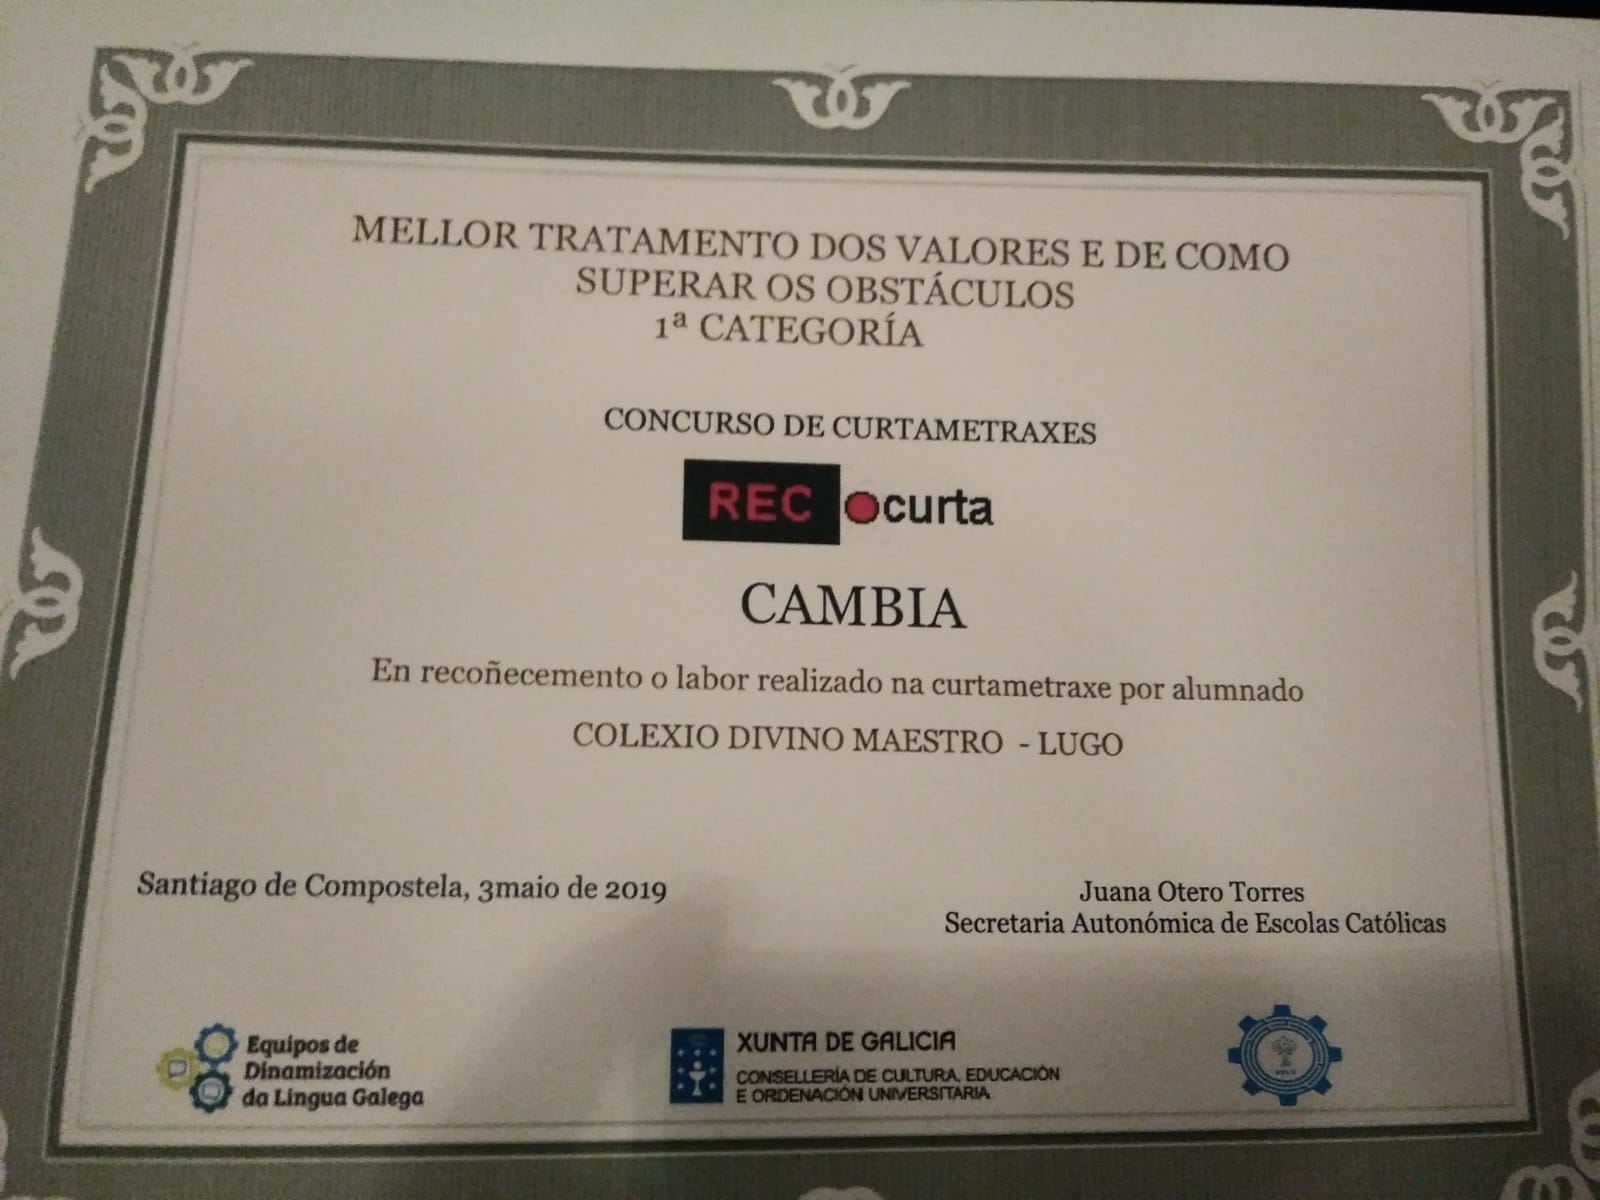 MELLOR TRATAMENTO DOS VALORES E DE COMO
SUPERAR OS OBSTÁCULOS
1ª CATEGORÍA
CONCURSO DE CURTAMETRAXES
REC curta
CAMBIA
En recoñecemento o labor realizado na curtametraxe por alumnado
COLEXIO DIVINO MAESTRO - LUGO
Santiago de Compostela, 3maio de 2019
Juana Otero Torres
Secretaria Autonómica de Escolas Católicas
Equipos de
Dinamización
da Lingua Galega
XUNTA DE GALICIA
CONSELLERÍA DE CULTURA, EDUCACIÓN
E ORDENACIÓN UNIVERSITARIA